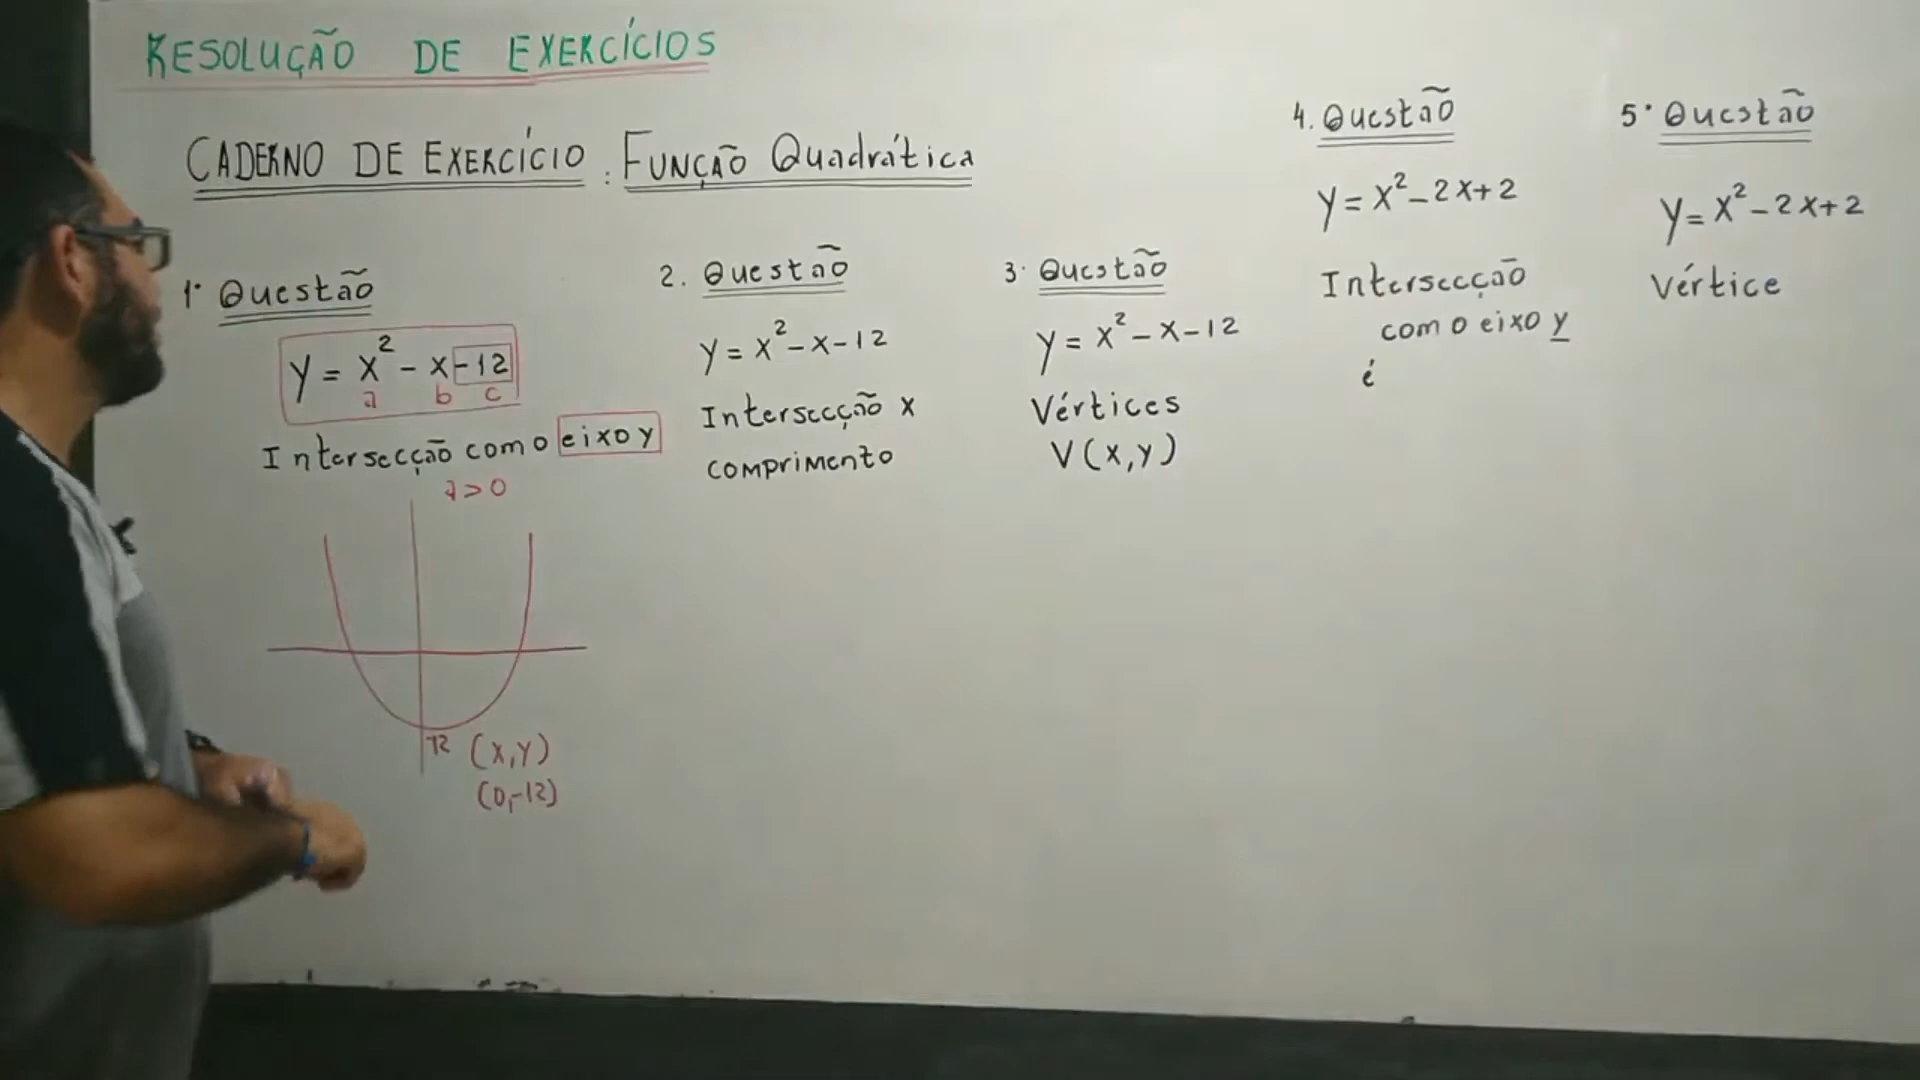 RESOLUÇÃO DE EXERCÍCIOS
CADERNO DE EXERCÍCIO : FUNÇÃO Quadrática
1. Questão
y = x² - x - 12
a b c
Intersecção com o eixo y
a > 0
-12 (x,y)
(0,-12)
2. Questão
y = x² - x - 12
Intersecção x
comprimento
3. Questão
y = x² - x - 12
Vértices
V(x,y)
4. Questão
y = x² - 2x + 2
Intersecção
com o eixo y
é
5. Questão
y = x² - 2x + 2
Vértice